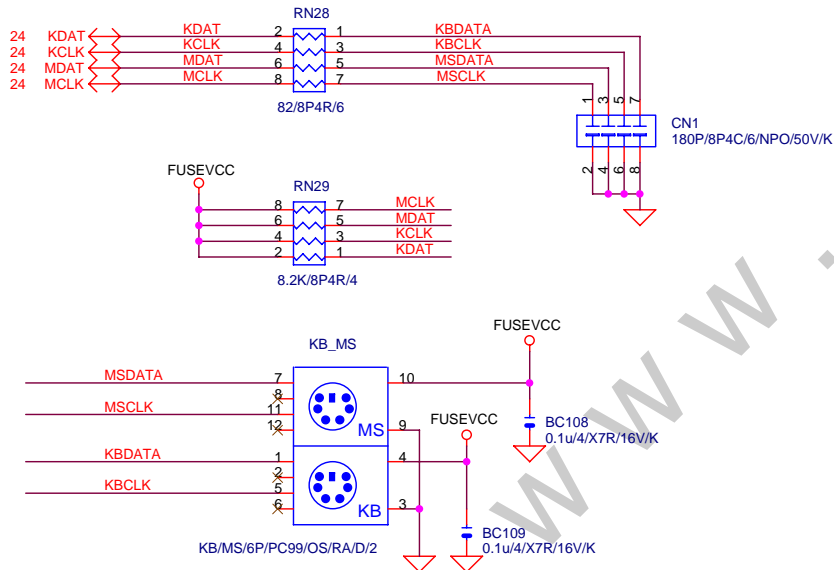 RN28
24 KDAT KDAT 2 1 KBDATA
24 KCLK KCLK 4 3 KBCLK
24 MDAT MDAT 6 5 MSDATA
24 MCLK MCLK 8 7 MSCLK
82/8P4R/6
1 3 5 7
CN1
180P/8P4C/6/NPO/50V/K
2 4 6 8
FUSEVCC
RN29
8 7 MCLK
6 5 MDAT
4 3 KCLK
2 1 KDAT
8.2K/8P4R/4
FUSEVCC
KB_MS
MSDATA 7 10
8
MSCLK 11
12 MS 9
BC108
0.1u/4/X7R/16V/K
FUSEVCC
KBDATA 1 4
2
KBCLK 5
6 KB 3
BC109
0.1u/4/X7R/16V/K
KB/MS/6P/PC99/OS/RA/D/2
w w w .